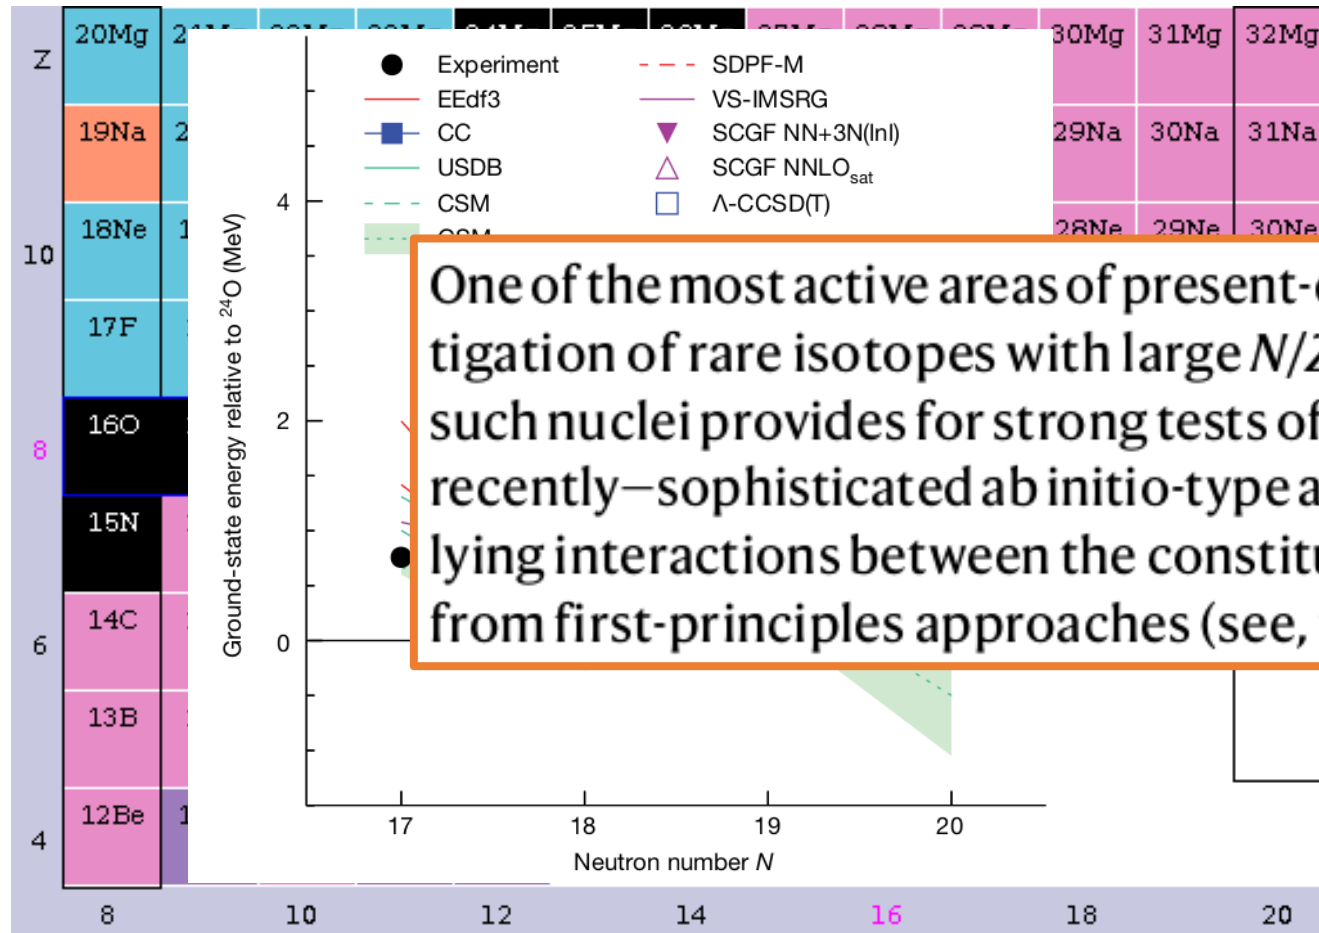 Z
20Mg
30Mg 31Mg 32Mg
19Na
29Na 30Na 31Na
10
18Ne
28Ne 29Ne 30Ne
17F
8
16O
15N
6
14C
13B
4
12Be
8 10 12 14 16 18 20
Experiment
EEdf3
CC
USDB
CSM
GSM
SDPF-M
VS-IMSRG
SCGF NN+3N(lnl)
SCGF NNLOsat
Λ-CCSD(T)
Ground-state energy relative to 24O (MeV)
4
2
0
17 18 19 20
Neutron number N
One of the most active areas of present-
tigation of rare isotopes with large N/Z
such nuclei provides for strong tests of
recently—sophisticated ab initio-type a
lying interactions between the constitu
from first-principles approaches (see,